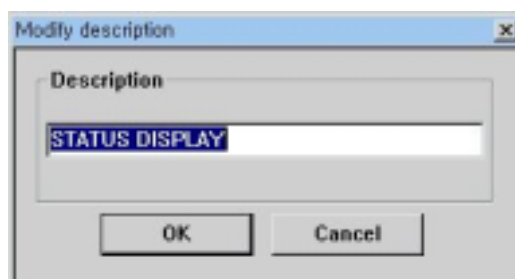 Modify description
Description
STATUS DISPLAY
OK Cancel